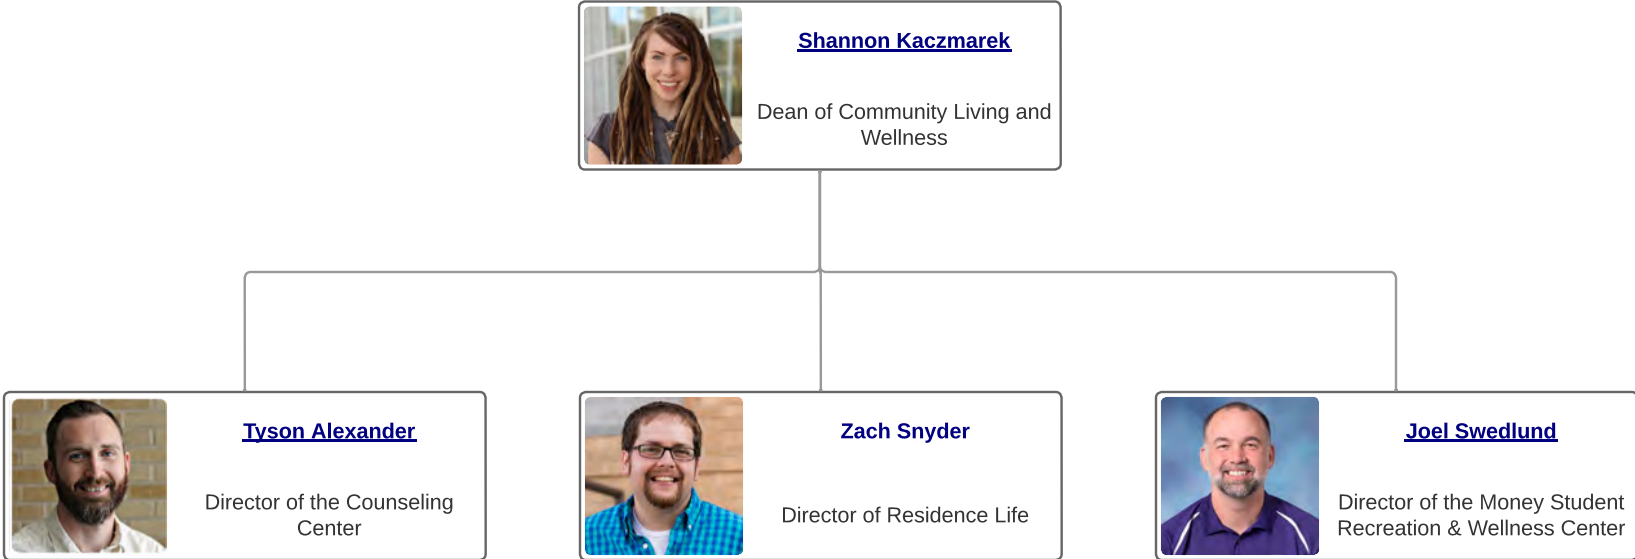 Shannon Kaczmarek
Dean of Community Living and
Wellness
Tyson Alexander
Director of the Counseling
Center
Zach Snyder
Director of Residence Life
Joel Swedlund
Director of the Money Student
Recreation & Wellness Center